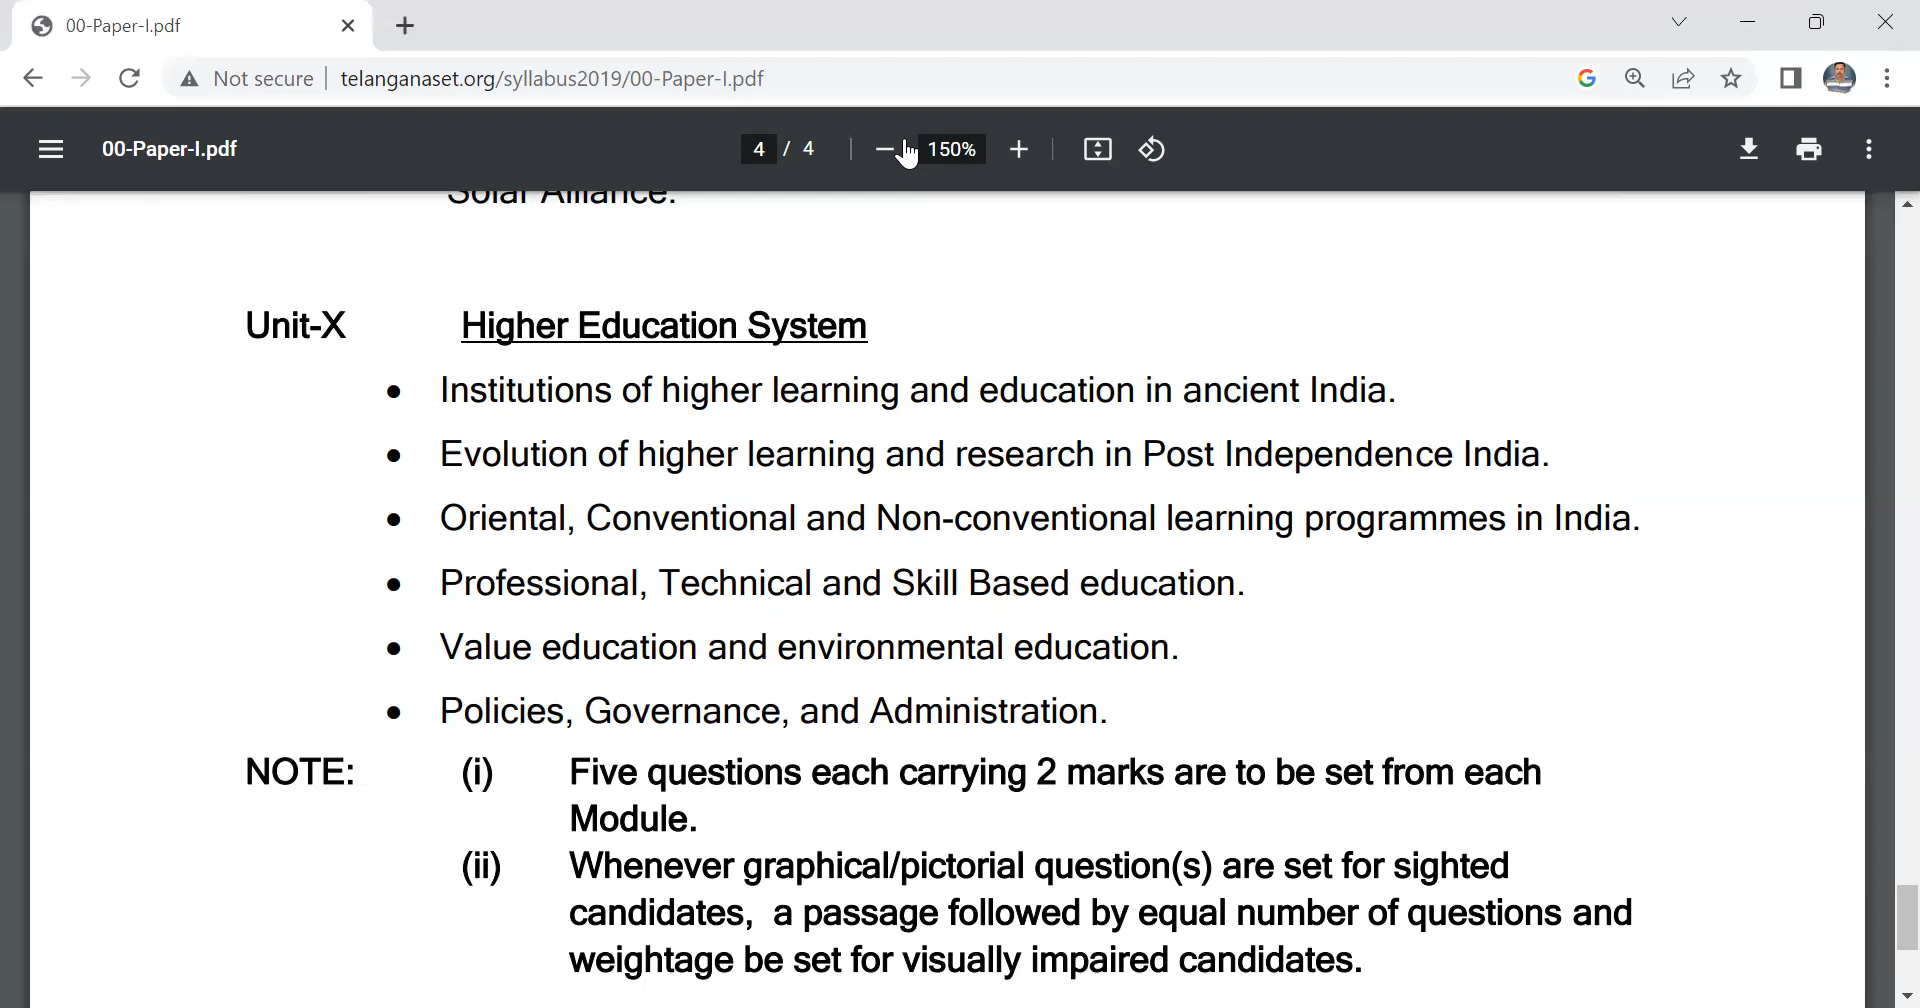 00-Paper-I.pdf
Not secure
telanganaset.org/syllabus2019/00-Paper-I.pdf
00-Paper-I.pdf
4 / 4
150%
Solar Alliance.
Unit-X Higher Education System
• Institutions of higher learning and education in ancient India.
• Evolution of higher learning and research in Post Independence India.
• Oriental, Conventional and Non-conventional learning programmes in India.
• Professional, Technical and Skill Based education.
• Value education and environmental education.
• Policies, Governance, and Administration.
NOTE: (i) Five questions each carrying 2 marks are to be set from each
Module.
(ii) Whenever graphical/pictorial question(s) are set for sighted
candidates, a passage followed by equal number of questions and
weightage be set for visually impaired candidates.